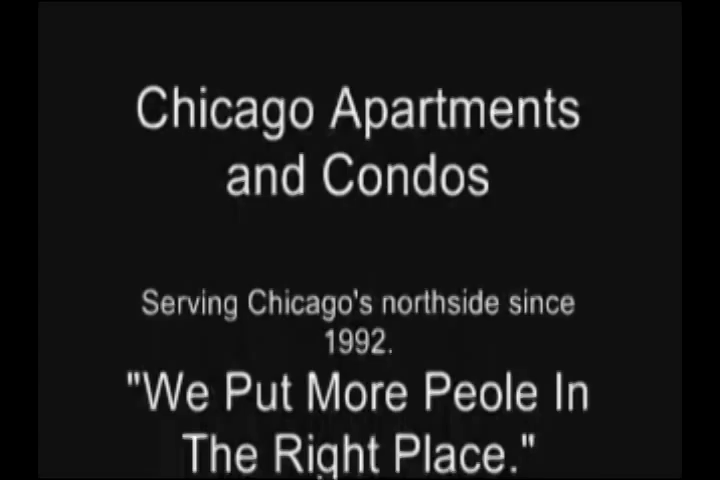 Chicago Apartments
and Condos
Serving Chicago's northside since
1992.
"We Put More Peole In
The Right Place."